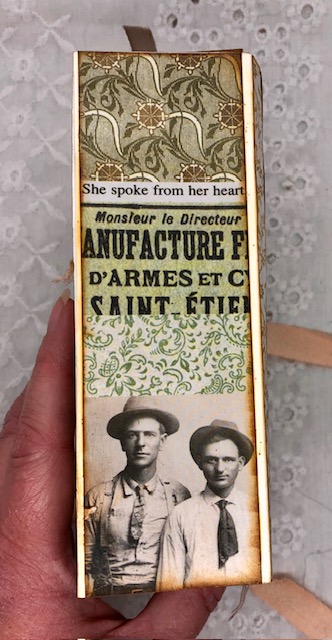 She spoke from her heart
Monsieur le Directeur
ANUFACTURE F
D'ARMES ET C
SAINT-ÉTIE